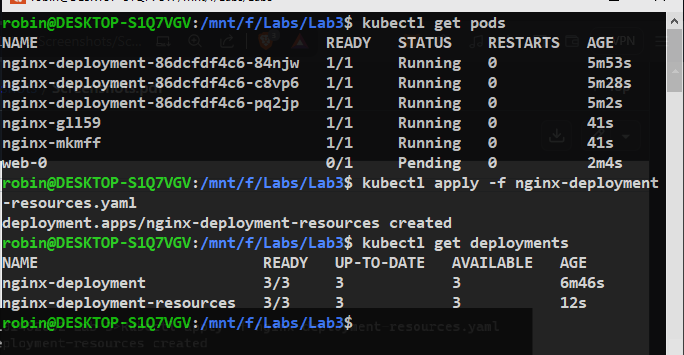 robin@DESKTOP-S1Q7VGV:/mnt/f/Labs/Lab3$ kubectl get pods
NAME READY STATUS RESTARTS AGE
nginx-deployment-86dcfdf4c6-84njw 1/1 Running 0 5m53s
nginx-deployment-86dcfdf4c6-c8vp6 1/1 Running 0 5m28s
nginx-deployment-86dcfdf4c6-pq2jp 1/1 Running 0 5m2s
nginx-gll59 1/1 Running 0 41s
nginx-mkmff 1/1 Running 0 41s
web-0 0/1 Pending 0 2m4s
robin@DESKTOP-S1Q7VGV:/mnt/f/Labs/Lab3$ kubectl apply -f nginx-deployment
-resources.yaml
deployment.apps/nginx-deployment-resources created
robin@DESKTOP-S1Q7VGV:/mnt/f/Labs/Lab3$ kubectl get deployments
NAME READY UP-TO-DATE AVAILABLE AGE
nginx-deployment 3/3 3 3 6m46s
nginx-deployment-resources 3/3 3 3 12s
robin@DESKTOP-S1Q7VGV:/mnt/f/Labs/Lab3$